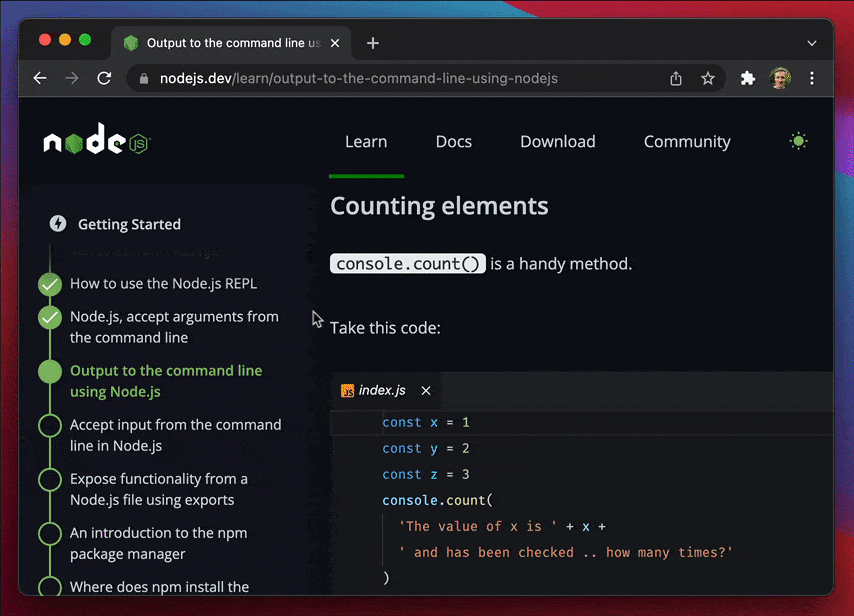 Output to the command line us
nodejs.dev/learn/output-to-the-command-line-using-nodejs
node JS
Learn
Docs
Download
Community
Getting Started
How to use the Node.js REPL
Node.js, accept arguments from
the command line
Output to the command line
using Node.js
Accept input from the command
line in Node.js
Expose functionality from a
Node.js file using exports
An introduction to the npm
package manager
Where does npm install the
Counting elements
console.count() is a handy method.
Take this code:
JS index.js
const x = 1
const y = 2
const z = 3
console.count(
'The value of x is ' + x +
' and has been checked .. how many times?'
)